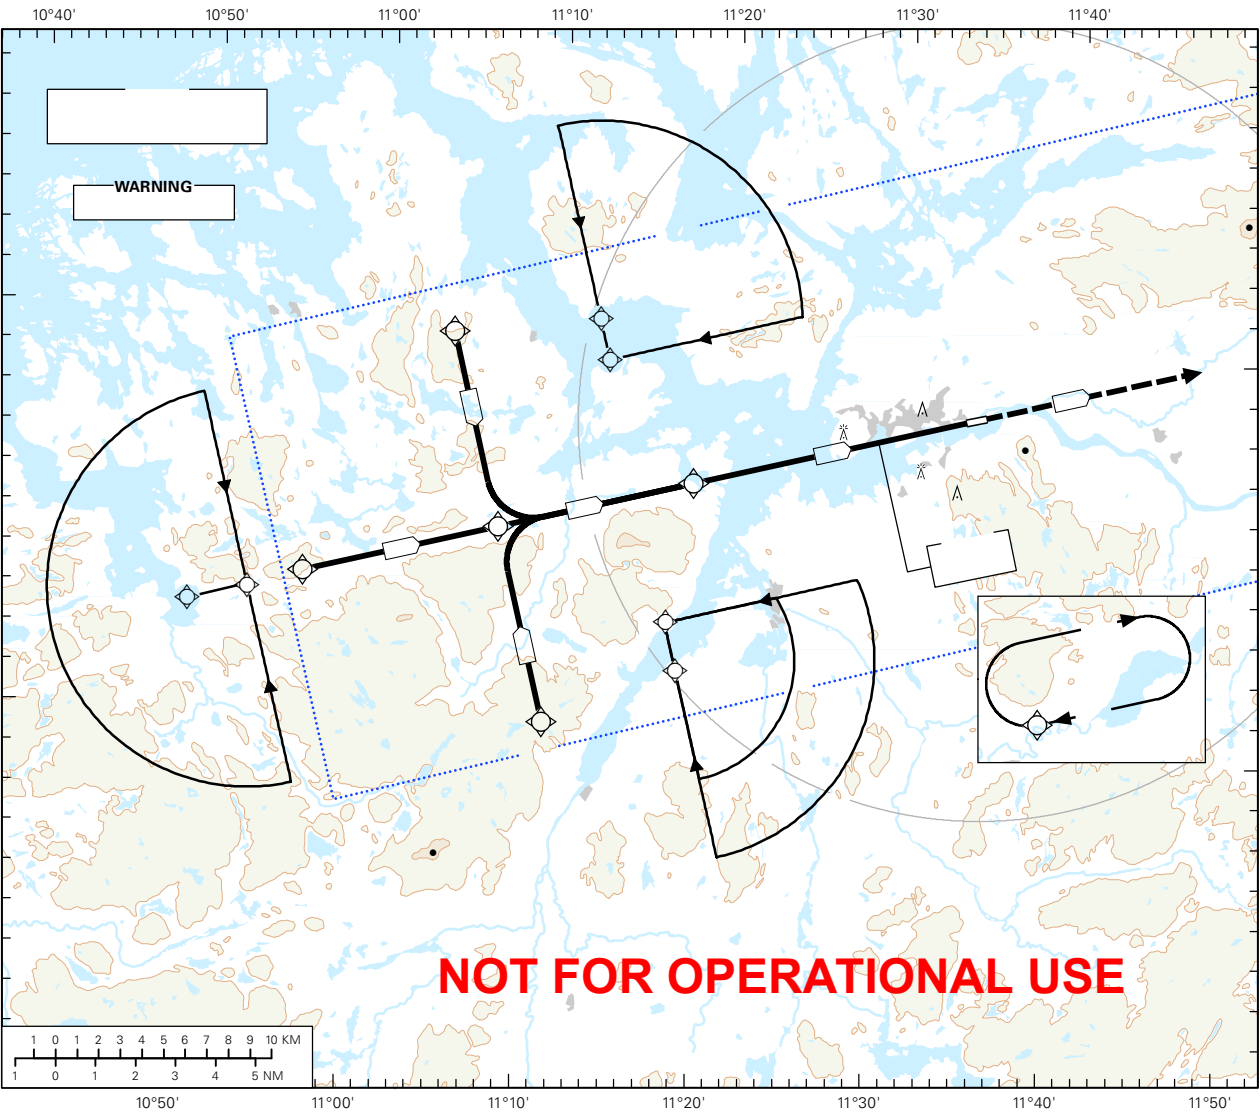 10°40' 10°50' 11°00' 11°10' 11°20' 11°30' 11°40'
WARNING
NOT FOR OPERATIONAL USE
1 0 1 2 3 4 5 6 7 8 9 10 KM
1 0 1 2 3 4 5 NM
10°50' 11°00' 11°10' 11°20' 11°30' 11°40' 11°50'